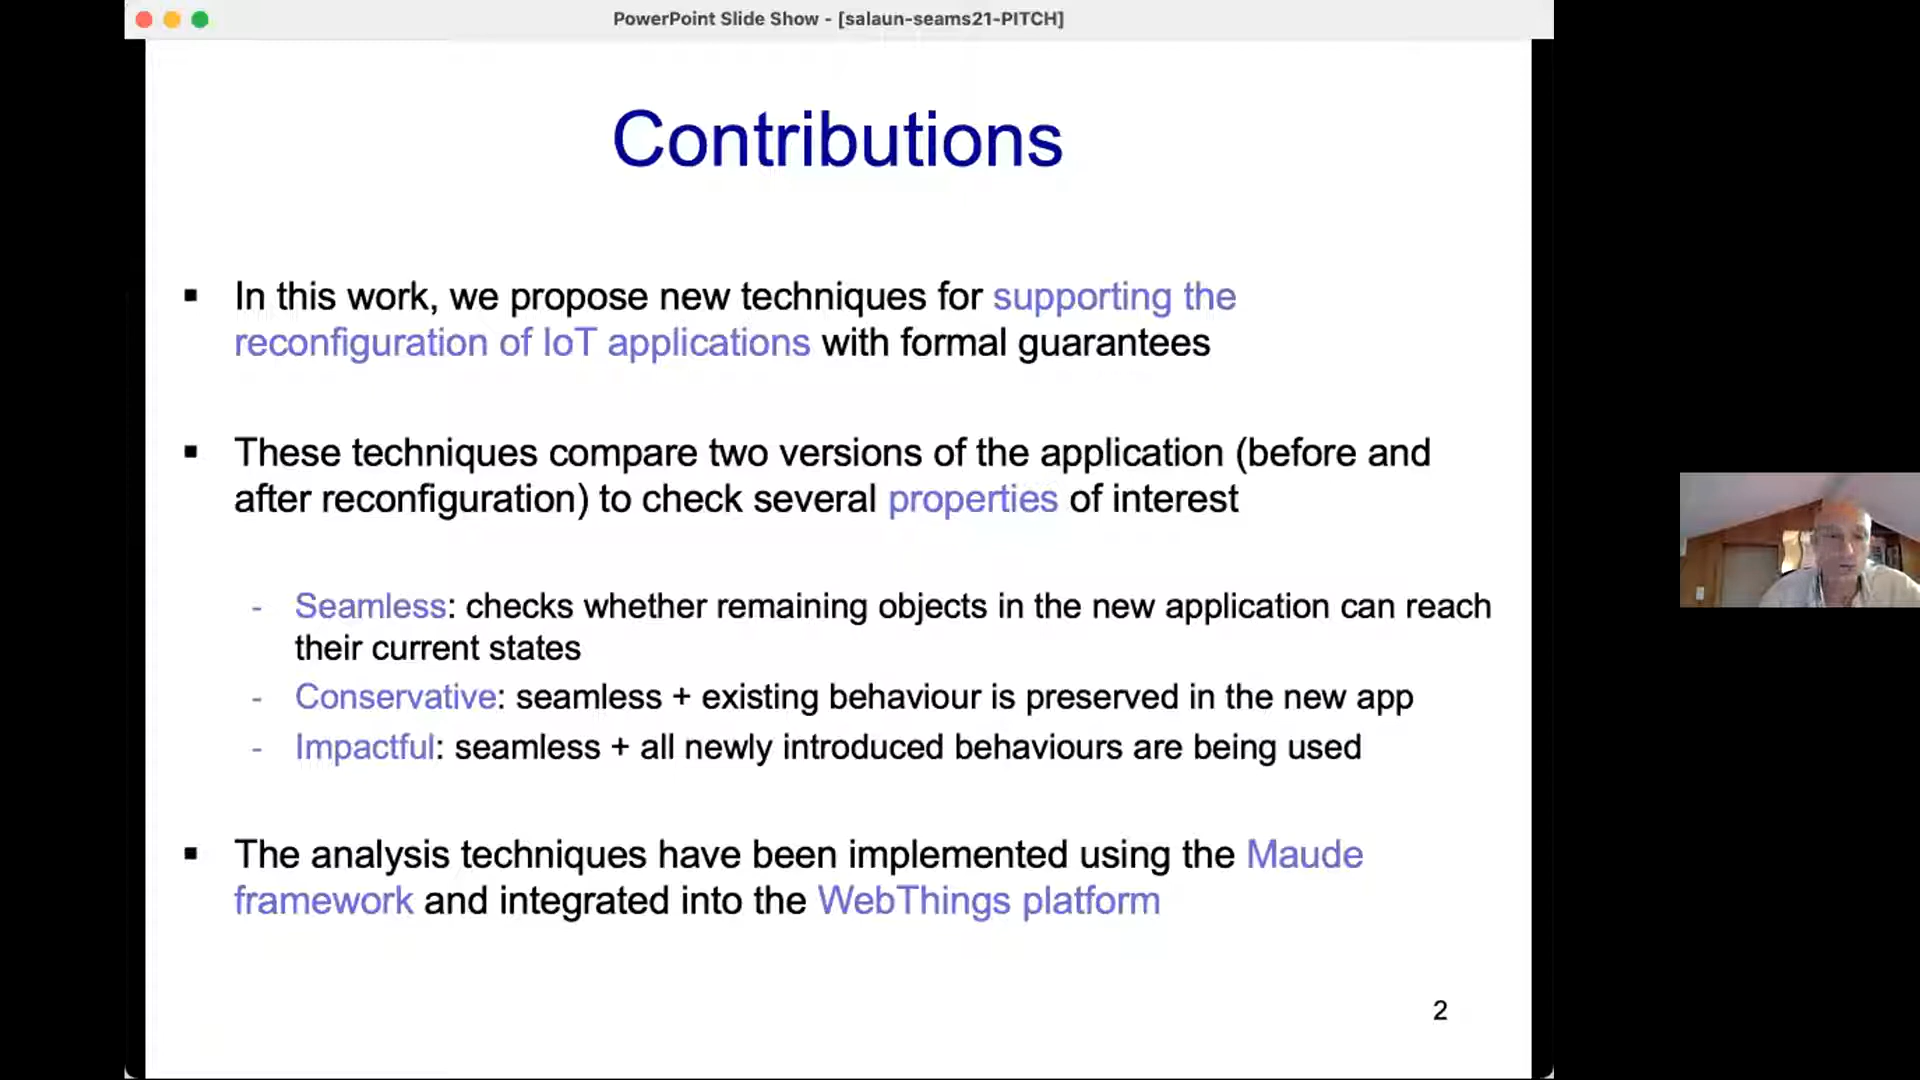 PowerPoint Slide Show - [salaun-seams21-PITCH]
Contributions
▪ In this work, we propose new techniques for supporting the
reconfiguration of IoT applications with formal guarantees
▪ These techniques compare two versions of the application (before and
after reconfiguration) to check several properties of interest
- Seamless: checks whether remaining objects in the new application can reach
their current states
- Conservative: seamless + existing behaviour is preserved in the new app
- Impactful: seamless + all newly introduced behaviours are being used
▪ The analysis techniques have been implemented using the Maude
framework and integrated into the WebThings platform
2